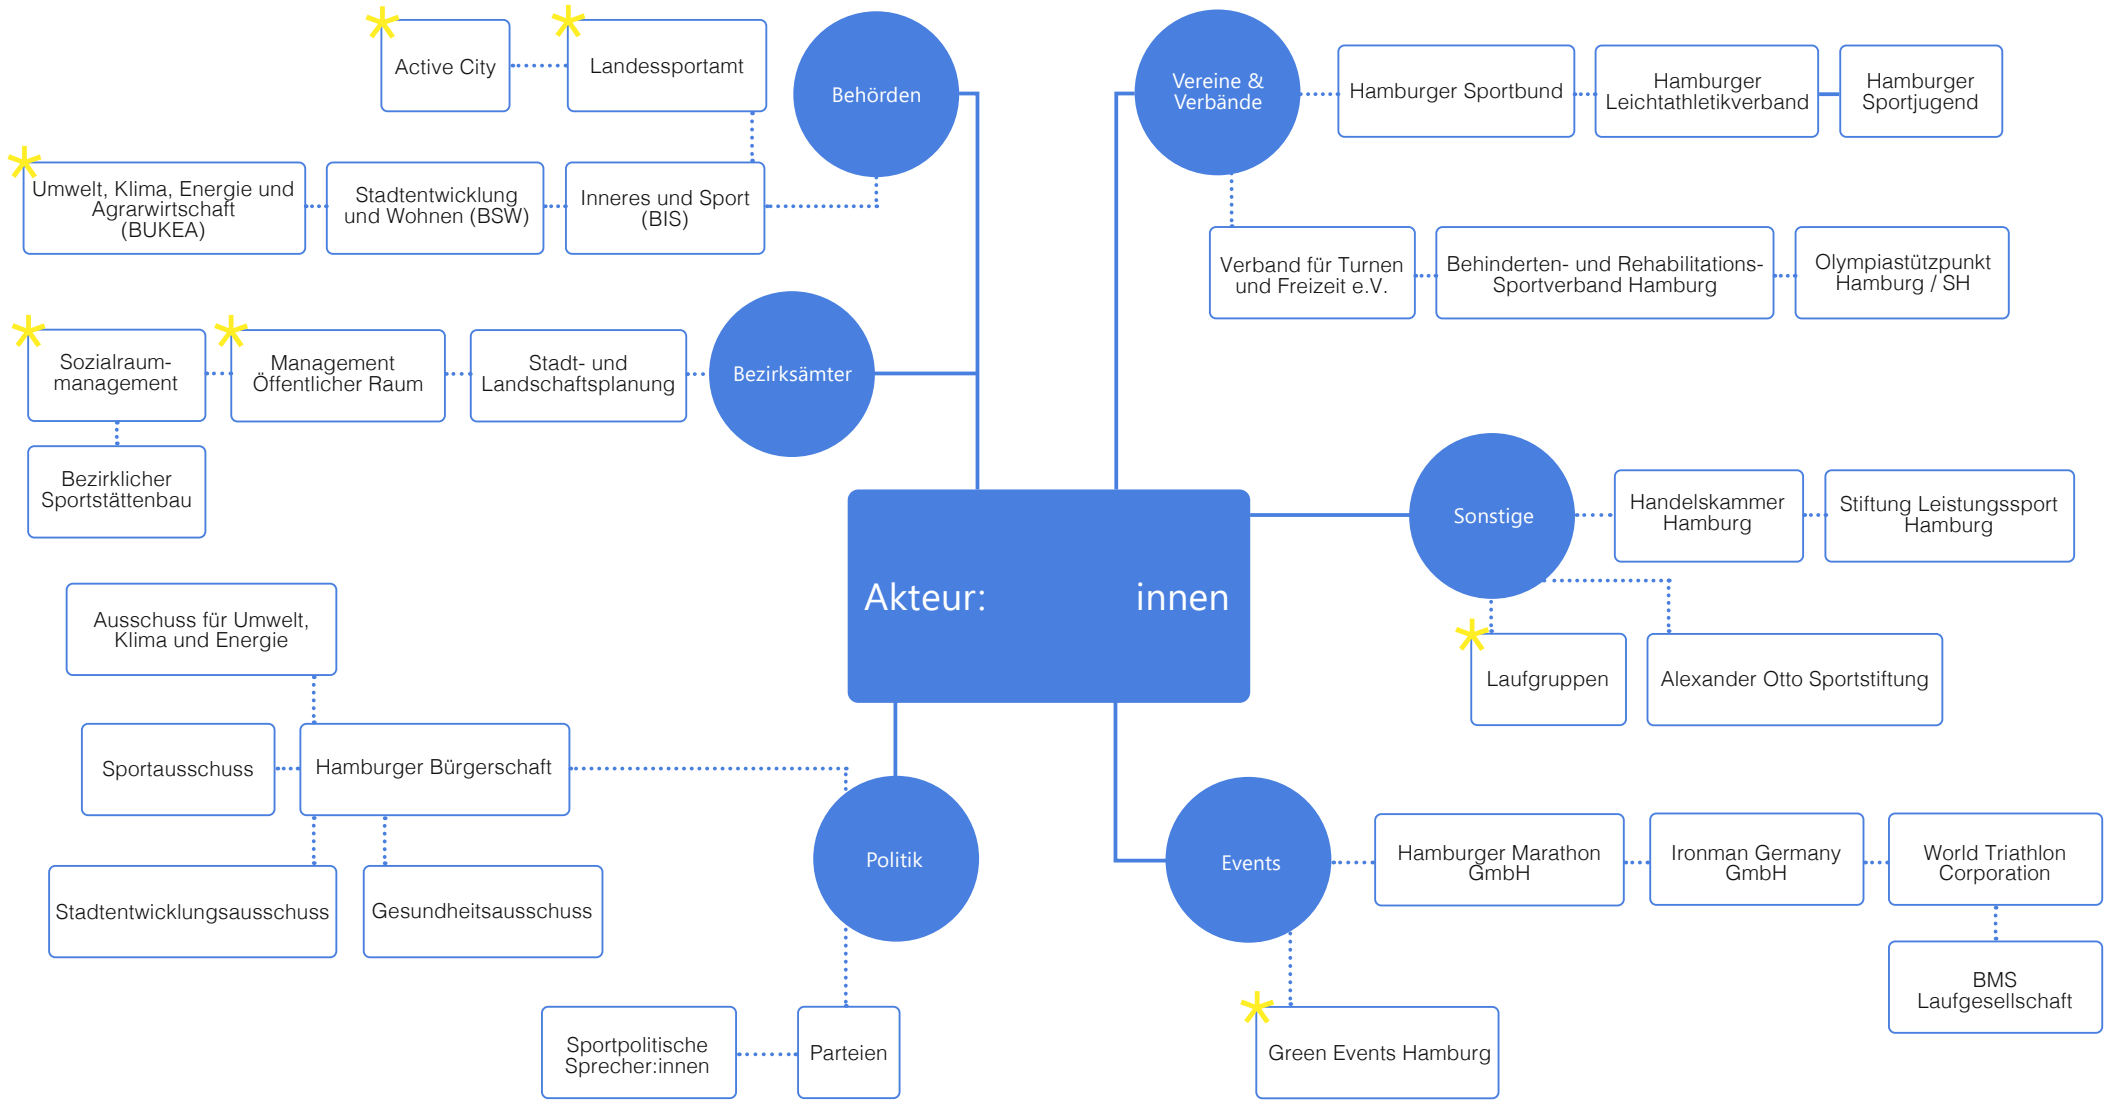 Active City
Landessportamt
Behörden
Umwelt, Klima, Energie und
Agrarwirtschaft
(BUKEA)
Stadtentwicklung
und Wohnen (BSW)
Inneres und Sport
(BIS)
Sozialraum-
management
Management
Öffentlicher Raum
Stadt- und
Landschaftsplanung
Bezirksämter
Bezirklicher
Sportstättenbau
Vereine &
Verbände
Hamburger Sportbund
Hamburger
Leichtathletikverband
Hamburger
Sportjugend
Verband für Turnen
und Freizeit e.V.
Behinderten- und Rehabilitations-
Sportverband Hamburg
Olympiastützpunkt
Hamburg / SH
Akteur: innen
Sonstige
Handelskammer
Hamburg
Stiftung Leistungssport
Hamburg
Laufgruppen
Alexander Otto Sportstiftung
Ausschuss für Umwelt,
Klima und Energie
Sportausschuss
Hamburger Bürgerschaft
Stadtentwicklungsausschuss
Gesundheitsausschuss
Politik
Sportpolitische
Sprecher:innen
Parteien
Events
Hamburger Marathon
GmbH
Ironman Germany
GmbH
World Triathlon
Corporation
BMS
Laufgesellschaft
Green Events Hamburg